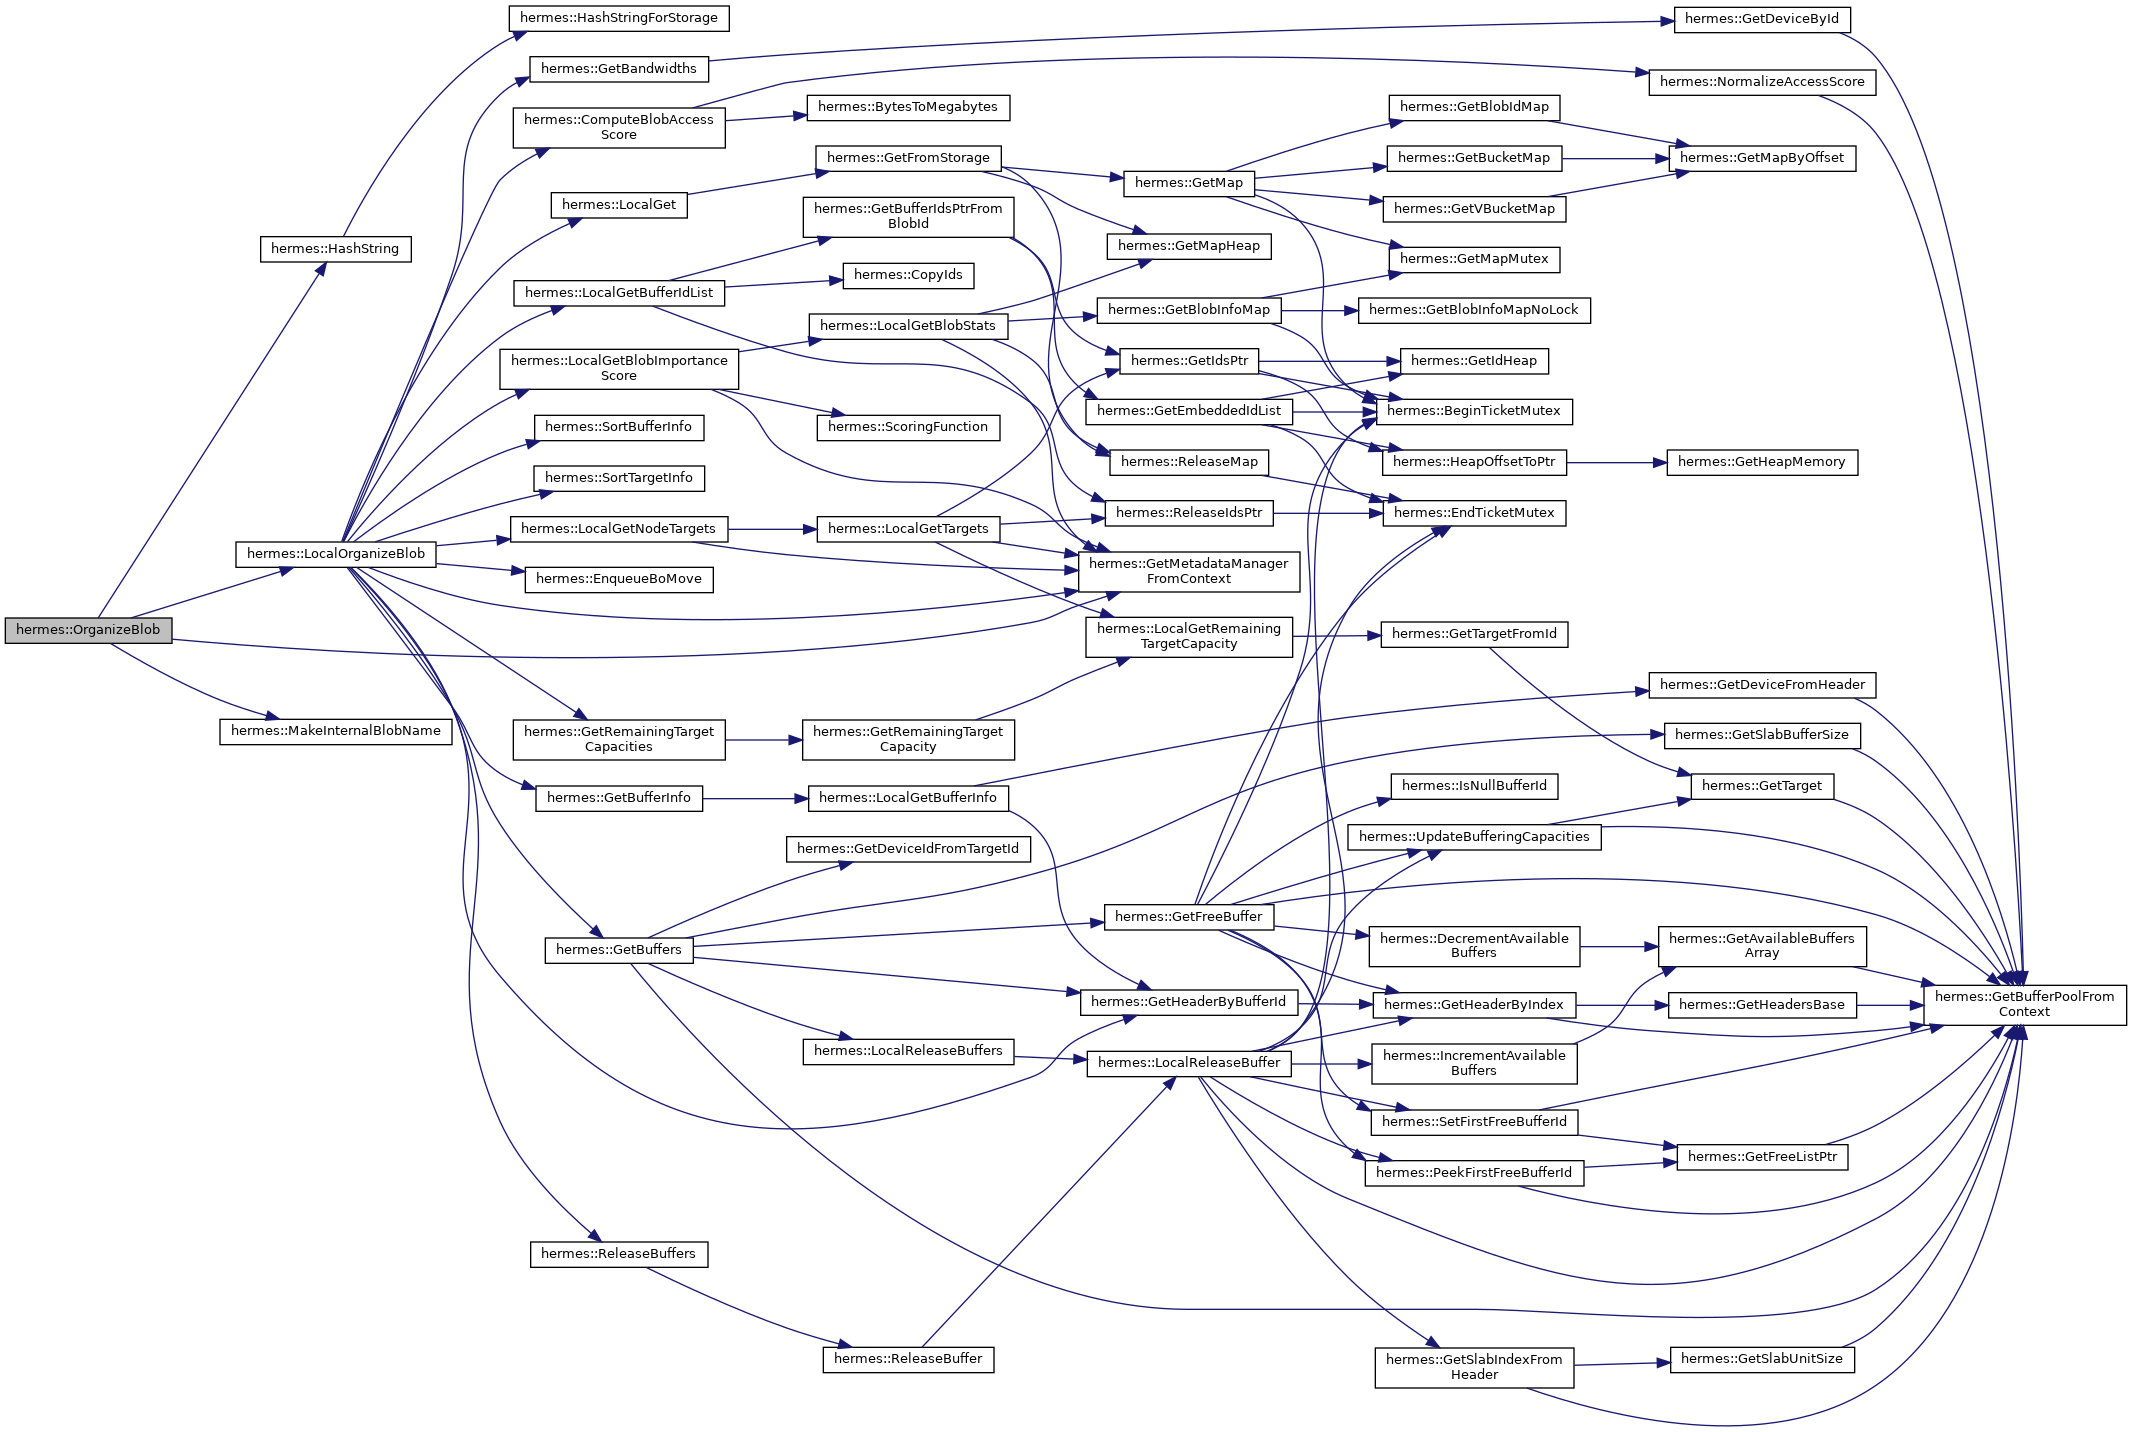 hermes::OrganizeBlob
hermes::HashString
hermes::LocalOrganizeBlob
hermes::MakeInternalBlobName
hermes::HashStringForStorage
hermes::GetBandwidths
hermes::ComputeBlobAccess
Score
hermes::LocalGet
hermes::LocalGetBufferIdList
hermes::LocalGetBlobImportance
Score
hermes::SortBufferInfo
hermes::SortTargetInfo
hermes::LocalGetNodeTargets
hermes::EnqueueBoMove
hermes::GetRemainingTarget
Capacities
hermes::GetBufferInfo
hermes::GetBuffers
hermes::ReleaseBuffers
hermes::BytesToMegabytes
hermes::GetFromStorage
hermes::GetBufferIdsPtrFrom
BlobId
hermes::CopyIds
hermes::LocalGetBlobStats
hermes::ScoringFunction
hermes::LocalGetTargets
hermes::GetRemainingTarget
Capacity
hermes::LocalGetBufferInfo
hermes::GetDeviceIdFromTargetId
hermes::LocalReleaseBuffers
hermes::ReleaseBuffer
hermes::GetMap
hermes::GetMapHeap
hermes::GetBlobInfoMap
hermes::GetIdsPtr
hermes::GetEmbeddedIdList
hermes::ReleaseMap
hermes::ReleaseIdsPtr
hermes::GetMetadataManager
FromContext
hermes::LocalGetRemaining
TargetCapacity
hermes::GetFreeBuffer
hermes::GetHeaderByBufferId
hermes::LocalReleaseBuffer
hermes::GetBlobIdMap
hermes::GetBucketMap
hermes::GetVBucketMap
hermes::GetMapMutex
hermes::GetBlobInfoMapNoLock
hermes::GetIdHeap
hermes::BeginTicketMutex
hermes::HeapOffsetToPtr
hermes::EndTicketMutex
hermes::GetTargetFromId
hermes::IsNullBufferId
hermes::UpdateBufferingCapacities
hermes::DecrementAvailable
Buffers
hermes::GetHeaderByIndex
hermes::IncrementAvailable
Buffers
hermes::SetFirstFreeBufferId
hermes::PeekFirstFreeBufferId
hermes::GetSlabIndexFrom
Header
hermes::GetDeviceById
hermes::NormalizeAccessScore
hermes::GetMapByOffset
hermes::GetHeapMemory
hermes::GetDeviceFromHeader
hermes::GetSlabBufferSize
hermes::GetTarget
hermes::GetAvailableBuffers
Array
hermes::GetHeadersBase
hermes::GetFreeListPtr
hermes::GetSlabUnitSize
hermes::GetBufferPoolFrom
Context